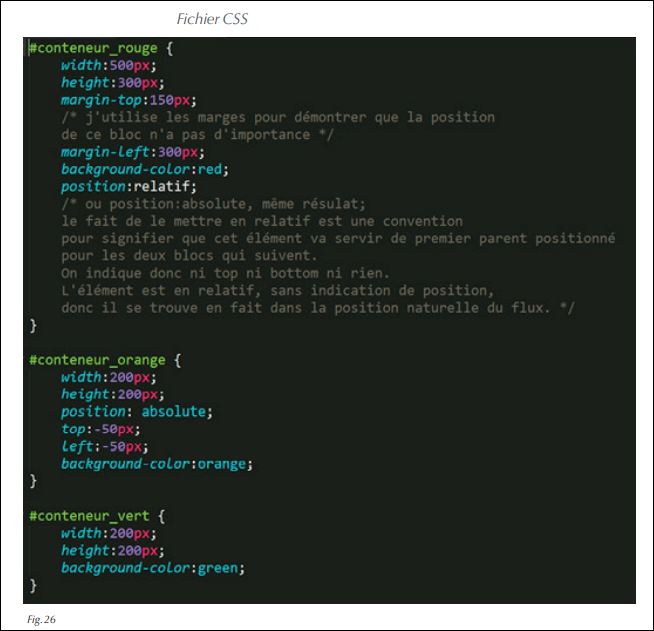 Fichier CSS
#conteneur_rouge {
width:500px;
height:300px;
margin-top:150px;
/* j'utilise les marges pour démontrer que la position
de ce bloc n'a pas d'importance */
margin-left:300px;
background-color:red;
position:relatif;
/* ou position:absolute, même résulat;
le fait de le mettre en relatif est une convention
pour signifier que cet élément va servir de premier parent positionné
pour les deux blocs qui suivent.
On indique donc ni top ni bottom ni rien.
L'élément est en relatif, sans indication de position,
donc il se trouve en fait dans la position naturelle du flux. */
}
#conteneur_orange {
width:200px;
height:200px;
position: absolute;
top:-50px;
left:-50px;
background-color:orange;
}
#conteneur_vert {
width:200px;
height:200px;
background-color:green;
}
Fig.26